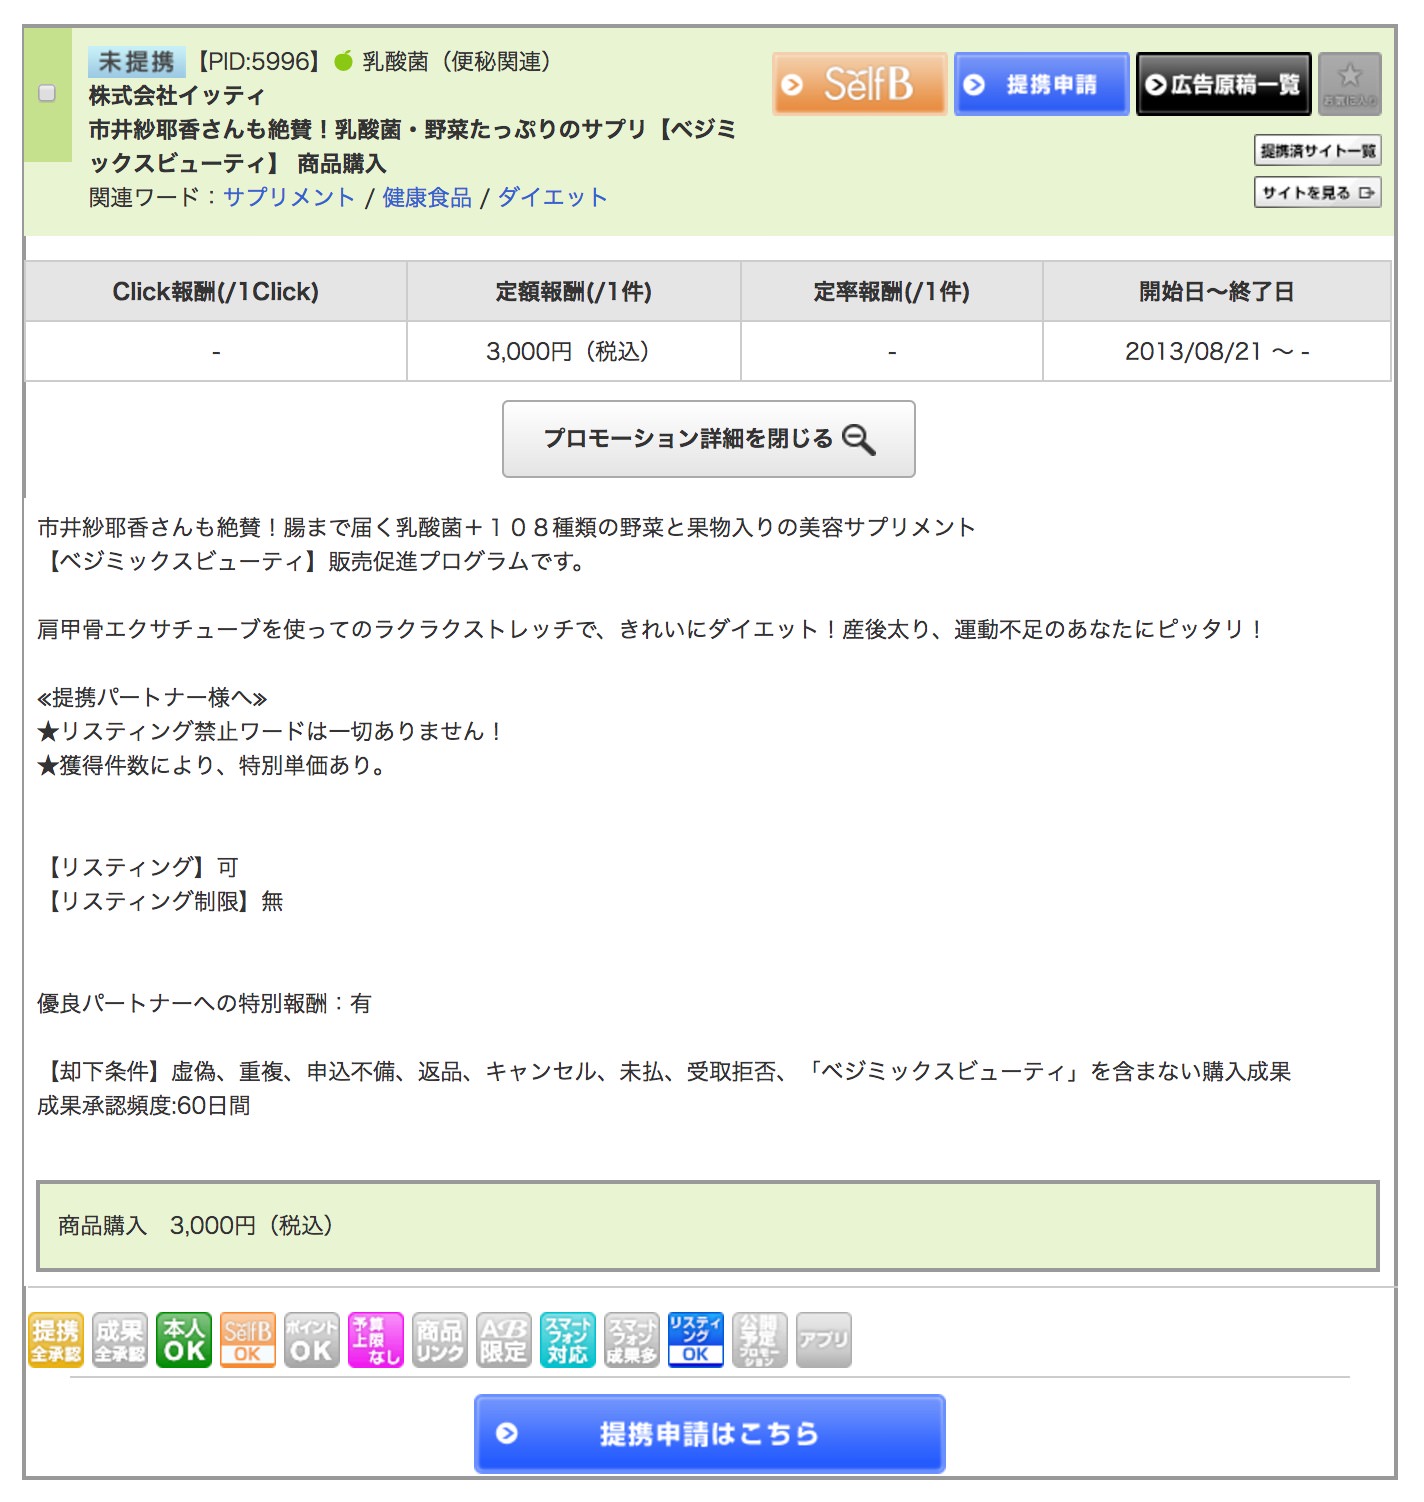 未提携 【PID:5996】 乳酸菌（便秘関連）
株式会社イッティ
市井紗耶香さんも絶賛！乳酸菌・野菜たっぷりのサプリ【ベジミ
ックスビューティ】 商品購入
関連ワード：サプリメント / 健康食品 / ダイエット
SelfB
提携申請
広告原稿一覧
お気に入り
提携済サイト一覧
サイトを見る
Click報酬(/1Click) 定額報酬(/1件) 定率報酬(/1件) 開始日〜終了日
- 3,000円（税込） - 2013/08/21 〜 -
プロモーション詳細を閉じる
市井紗耶香さんも絶賛！腸まで届く乳酸菌＋１０８種類の野菜と果物入りの美容サプリメント
【ベジミックスビューティ】販売促進プログラムです。
肩甲骨エクサチューブを使ってのラクラクストレッチで、きれいにダイエット！産後太り、運動不足のあなたにピッタリ！
≪提携パートナー様へ≫
★リスティング禁止ワードは一切ありません！
★獲得件数により、特別単価あり。
【リスティング】可
【リスティング制限】無
優良パートナーへの特別報酬：有
【却下条件】虚偽、重複、申込不備、返品、キャンセル、未払、受取拒否、「ベジミックスビューティ」を含まない購入成果
成果承認頻度:60日間
商品購入　3,000円（税込）
提携
全承認
成果
全承認
本人
OK
SelfB
OK
ポイント
OK
予算
上限
なし
商品
リンク
AB
限定
スマート
フォン
対応
スマート
フォン
成果多
リスティ
ング
OK
公開
予定
プロモー
ション
アプリ
提携申請はこちら